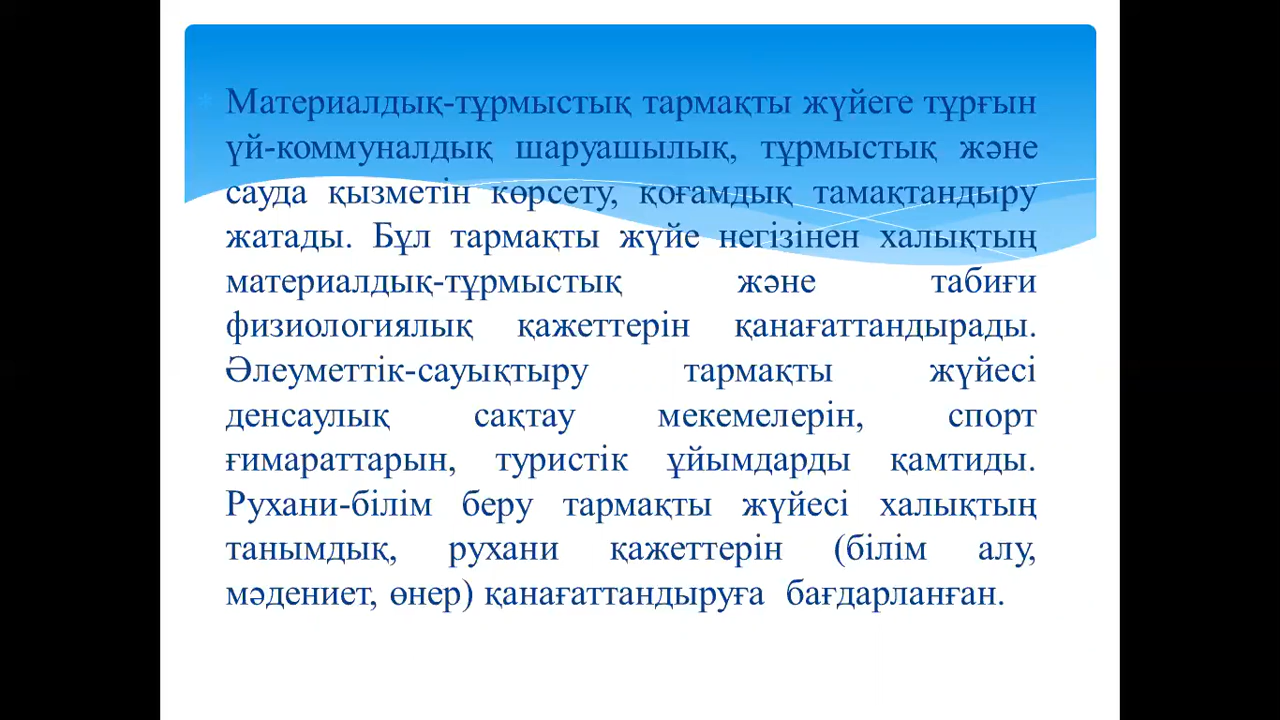 Материалдық-тұрмыстық тармақты жүйеге тұрғын
үй-коммуналдық шаруашылық, тұрмыстық және
сауда қызметін көрсету, қоғамдық тамақтандыру
жатады. Бұл тармақты жүйе негізінен халықтың
материалдық-тұрмыстық және табиғи
физиологиялық қажеттерін қанағаттандырады.
Әлеуметтік-сауықтыру тармақты жүйесі
денсаулық сақтау мекемелерін, спорт
ғимараттарын, туристік ұйымдарды қамтиды.
Рухани-білім беру тармақты жүйесі халықтың
танымдық, рухани қажеттерін (білім алу,
мәдениет, өнер) қанағаттандыруға бағдарланған.